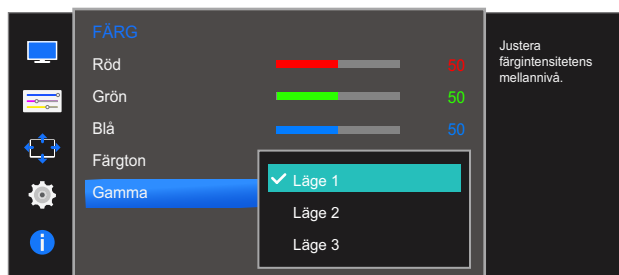 FÄRG
Röd 50
Grön 50
Blå 50
Färgton
Gamma
Läge 1
Läge 2
Läge 3
Justera
färgintensitetens
mellannivå.